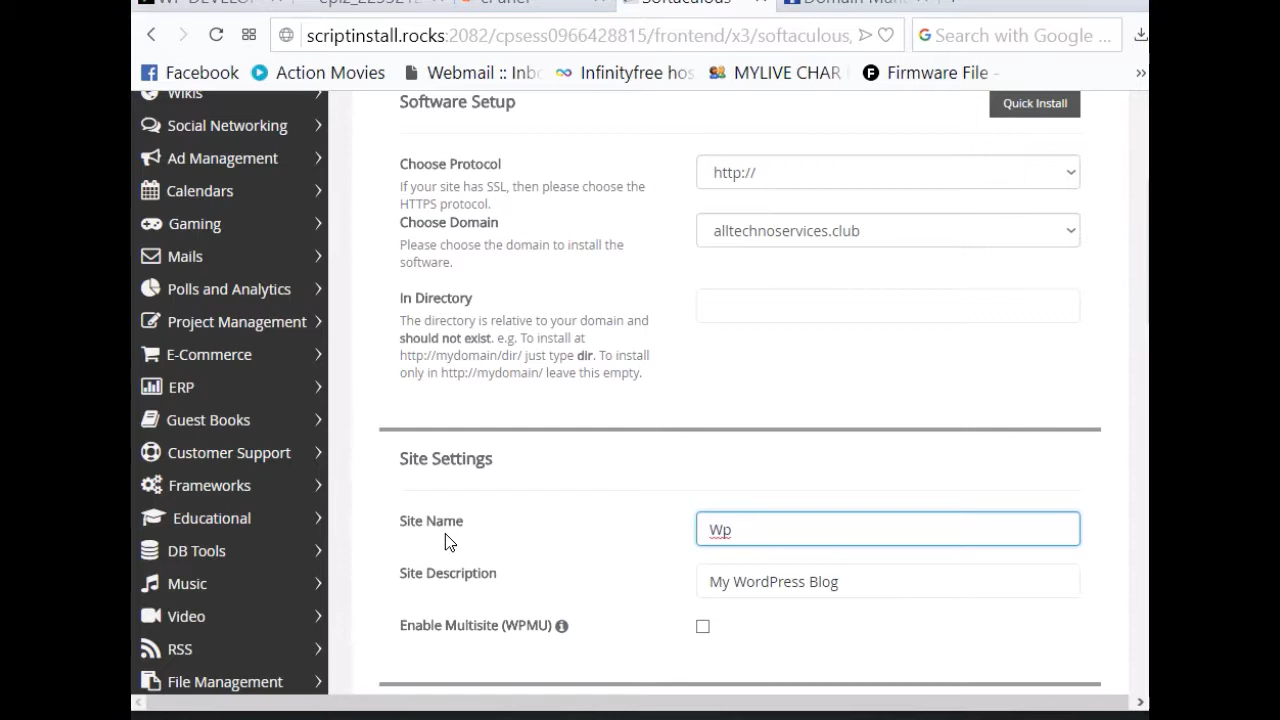 Softaculous
scriptinstall.rocks:2082/cpsess0966428815/frontend/x3/softaculous,
Search with Google ...
Facebook
Action Movies
Webmail :: Inbo
Infinityfree hos
MYLIVE CHAR
Firmware File -
»
Wikis
Social Networking
Ad Management
Calendars
Gaming
Mails
Polls and Analytics
Project Management
E-Commerce
ERP
Guest Books
Customer Support
Frameworks
Educational
DB Tools
Music
Video
RSS
File Management
Software Setup
Quick Install
Choose Protocol
http://
If your site has SSL, then please choose the
HTTPS protocol.
Choose Domain
alltechnoservices.club
Please choose the domain to install the
software.
In Directory
The directory is relative to your domain and
should not exist. e.g. To install at
http://mydomain/dir/ just type dir. To install
only in http://mydomain/ leave this empty.
Site Settings
Site Name
Wp
Site Description
My WordPress Blog
Enable Multisite (WPMU)